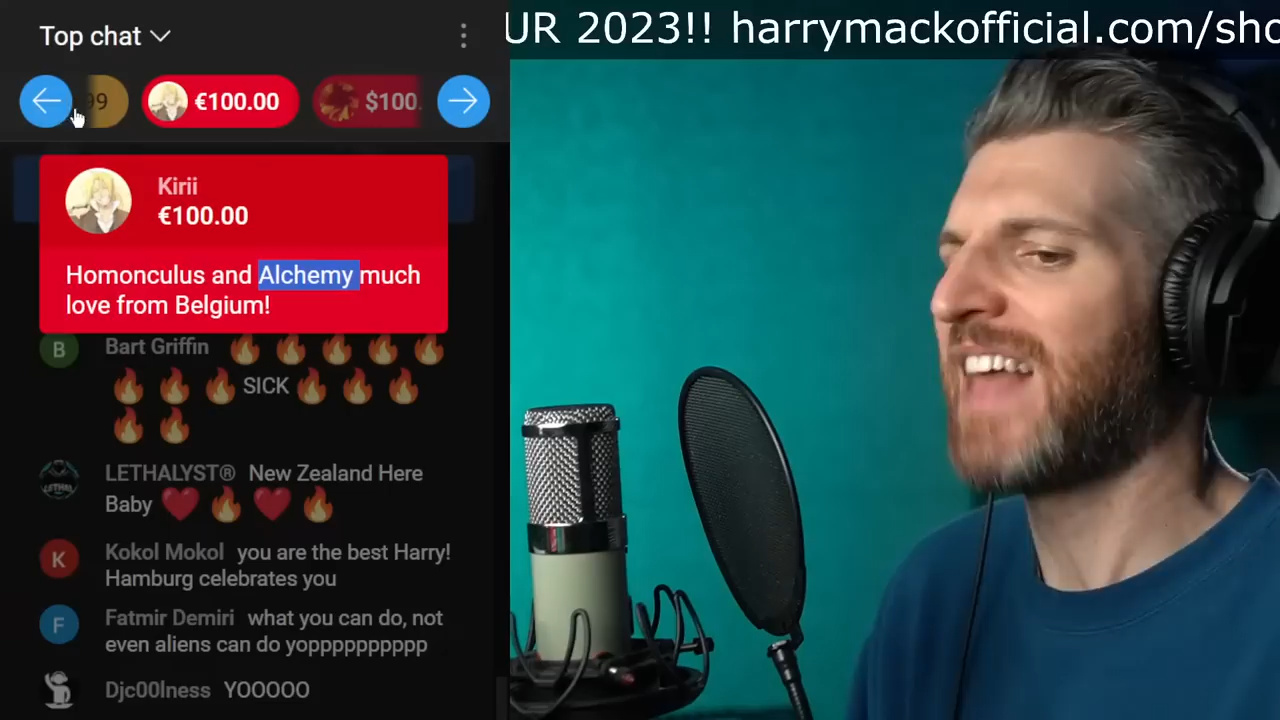 UR 2023!! harrymackofficial.com/sho
Top chat
99
€100.00
$100.
Kirii
€100.00
Homonculus and Alchemy much
love from Belgium!
B
Bart Griffin
SICK
LETHALYST® New Zealand Here
Baby
K
Kokol Mokol you are the best Harry!
Hamburg celebrates you
F
Fatmir Demiri what you can do, not
even aliens can do yopppppppppp
Djc00lness YOOOOO